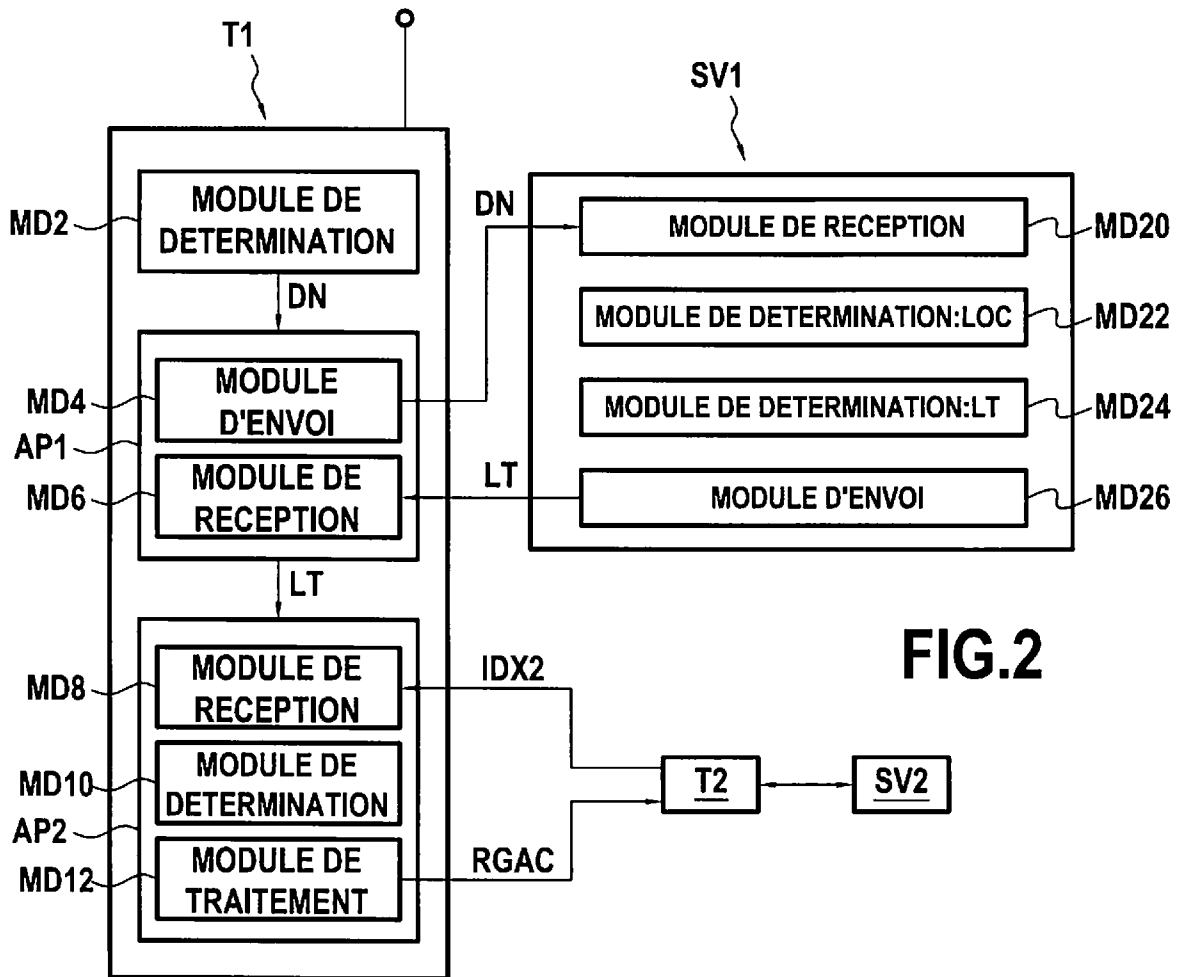 T1
SV1
MD2
MODULE DE
DETERMINATION
DN
MD4
MODULE
D'ENVOI
AP1
MD6
MODULE DE
RECEPTION
LT
DN
MODULE DE RECEPTION
MD20
MODULE DE DETERMINATION:LOC
MD22
MODULE DE DETERMINATION:LT
MD24
LT
MODULE D'ENVOI
MD26
MD8
MODULE DE
RECEPTION
MD10
MODULE DE
DETERMINATION
AP2
MD12
MODULE DE
TRAITEMENT
IDX2
RGAC
T2
SV2
FIG.2